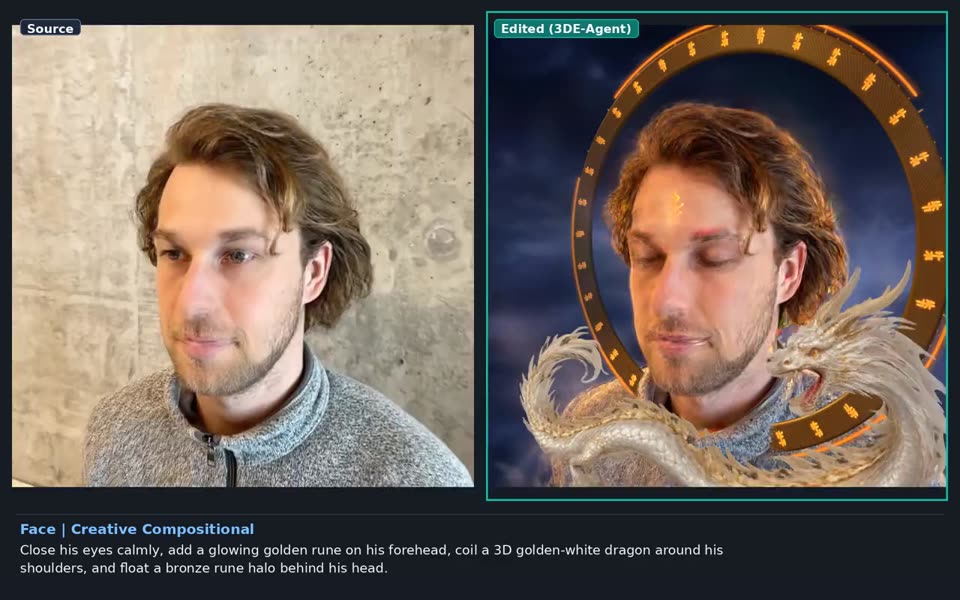 Source
Edited (3DE-Agent)
Face | Creative Compositional
Close his eyes calmly, add a glowing golden rune on his forehead, coil a 3D golden-white dragon around his
shoulders, and float a bronze rune halo behind his head.